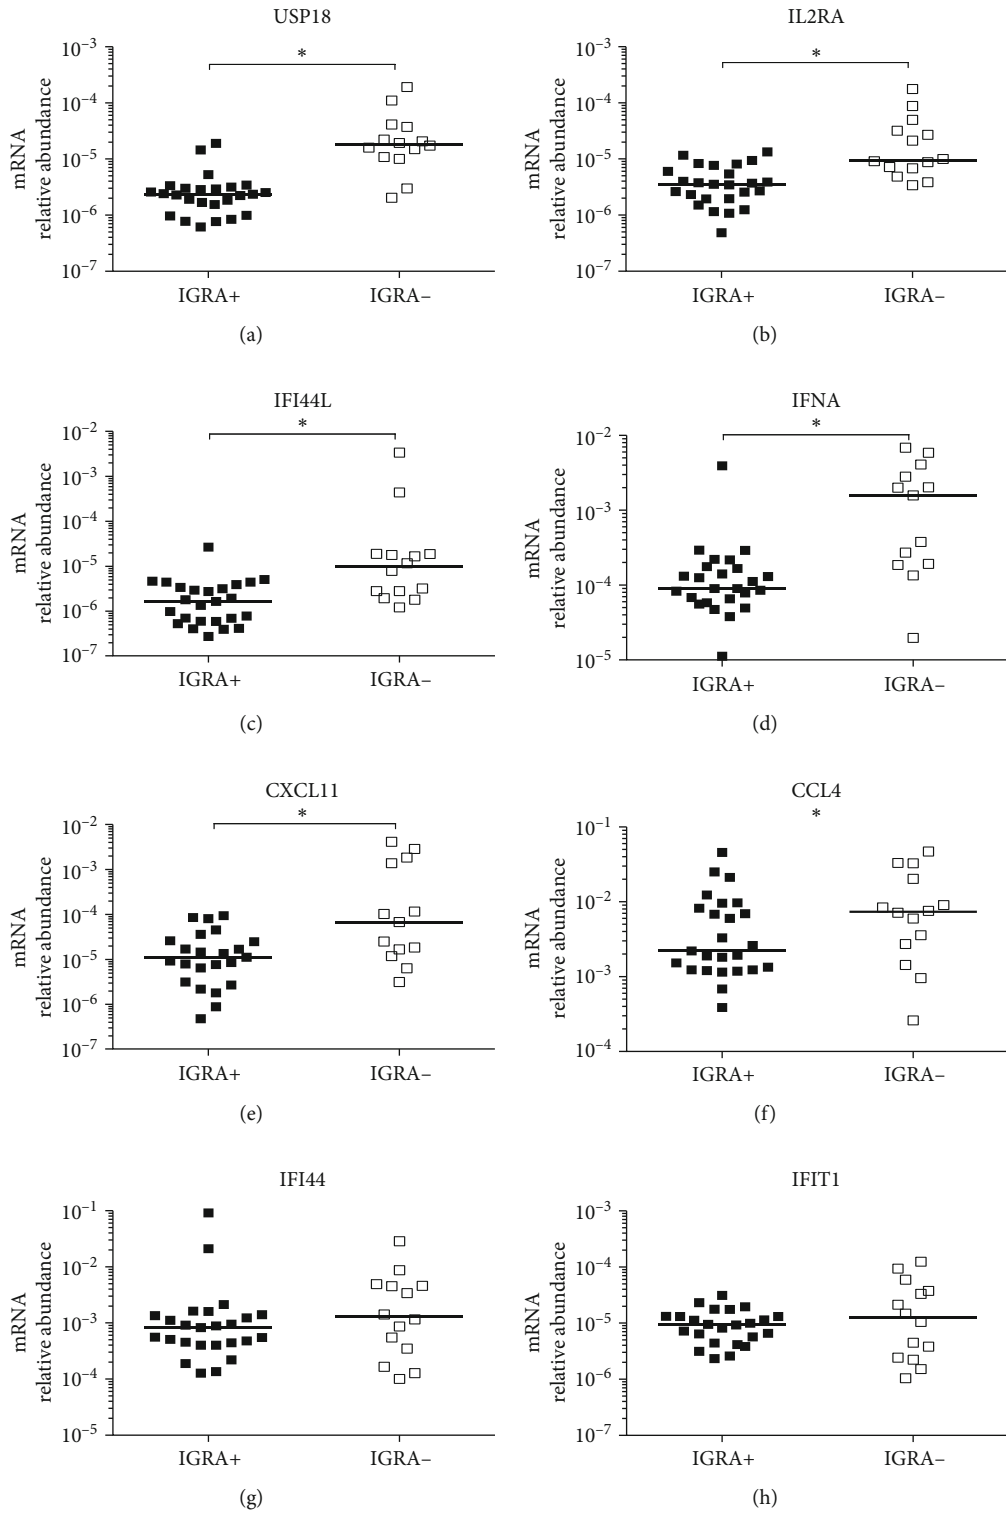 USP18
*
10⁻³
10⁻⁴
10⁻⁵
10⁻⁶
10⁻⁷
mRNA
relative abundance
IGRA+ IGRA−
(a)
IL2RA
*
10⁻³
10⁻⁴
10⁻⁵
10⁻⁶
10⁻⁷
mRNA
relative abundance
IGRA+ IGRA−
(b)
IFI44L
*
10⁻²
10⁻³
10⁻⁴
10⁻⁵
10⁻⁶
10⁻⁷
mRNA
relative abundance
IGRA+ IGRA−
(c)
IFNA
*
10⁻²
10⁻³
10⁻⁴
10⁻⁵
mRNA
relative abundance
IGRA+ IGRA−
(d)
CXCL11
*
10⁻²
10⁻³
10⁻⁴
10⁻⁵
10⁻⁶
10⁻⁷
mRNA
relative abundance
IGRA+ IGRA−
(e)
CCL4
*
10⁻¹
10⁻²
10⁻³
10⁻⁴
mRNA
relative abundance
IGRA+ IGRA−
(f)
IFI44
10⁻¹
10⁻²
10⁻³
10⁻⁴
10⁻⁵
mRNA
relative abundance
IGRA+ IGRA−
(g)
IFIT1
10⁻³
10⁻⁴
10⁻⁵
10⁻⁶
10⁻⁷
mRNA
relative abundance
IGRA+ IGRA−
(h)